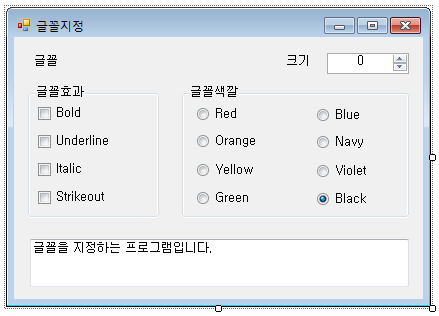 글꼴지정
글꼴 크기 0
글꼴효과 글꼴색깔
Bold Red Blue
Underline Orange Navy
Italic Yellow Violet
Strikeout Green Black
글꼴을 지정하는 프로그램입니다.